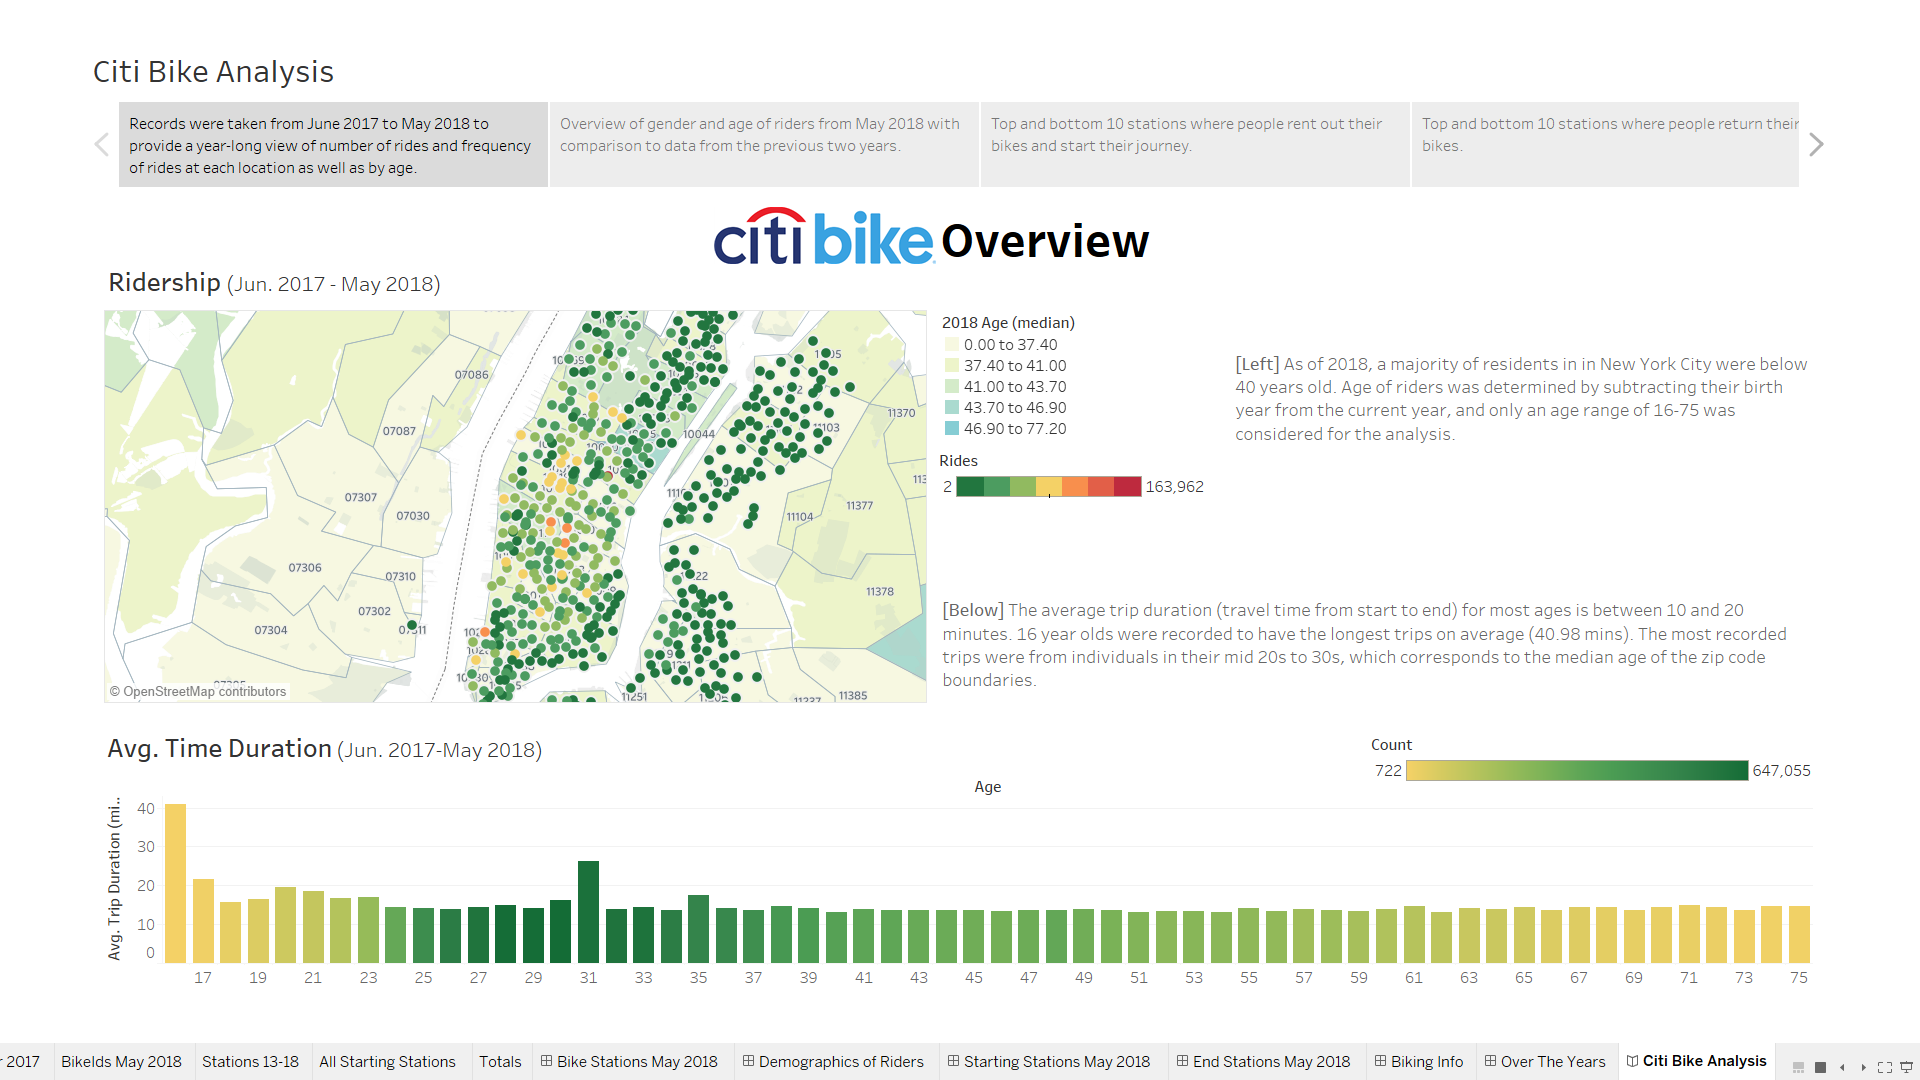 Citi Bike Analysis
Records were taken from June 2017 to May 2018 to
provide a year-long view of number of rides and frequency
of rides at each location as well as by age.
Overview of gender and age of riders from May 2018 with
comparison to data from the previous two years.
Top and bottom 10 stations where people rent out their
bikes and start their journey.
Top and bottom 10 stations where people return their
bikes.
citi bike Overview
Ridership (Jun. 2017 - May 2018)
07086
07087
07307
07030
07306
07310
07302
07304
10044
11103
11370
11377
11104
11378
11385
11251
© OpenStreetMap contributors
2018 Age (median)
0.00 to 37.40
37.40 to 41.00
41.00 to 43.70
43.70 to 46.90
46.90 to 77.20
Rides
2 163,962
[Left] As of 2018, a majority of residents in in New York City were below
40 years old. Age of riders was determined by subtracting their birth
year from the current year, and only an age range of 16-75 was
considered for the analysis.
[Below] The average trip duration (travel time from start to end) for most ages is between 10 and 20
minutes. 16 year olds were recorded to have the longest trips on average (40.98 mins). The most recorded
trips were from individuals in their mid 20s to 30s, which corresponds to the median age of the zip code
boundaries.
Avg. Time Duration (Jun. 2017-May 2018)
Count
722 647,055
Age
Avg. Trip Duration (mi..
40
30
20
10
0
17 19 21 23 25 27 29 31 33 35 37 39 41 43 45 47 49 51 53 55 57 59 61 63 65 67 69 71 73 75
r 2017 BikeIds May 2018 Stations 13-18 All Starting Stations Totals Bike Stations May 2018 Demographics of Riders Starting Stations May 2018 End Stations May 2018 Biking Info Over The Years Citi Bike Analysis